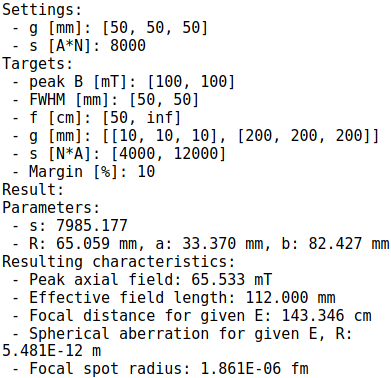 Settings:
- g [mm]: [50, 50, 50]
- s [A*N]: 8000
Targets:
- peak B [mT]: [100, 100]
- FWHM [mm]: [50, 50]
- f [cm]: [50, inf]
- g [mm]: [[10, 10, 10], [200, 200, 200]]
- s [N*A]: [4000, 12000]
- Margin [%]: 10
Result:
Parameters:
- s: 7985.177
- R: 65.059 mm, a: 33.370 mm, b: 82.427 mm
Resulting characteristics:
- Peak axial field: 65.533 mT
- Effective field length: 112.000 mm
- Focal distance for given E: 143.346 cm
- Spherical aberration for given E, R:
5.481E-12 m
- Focal spot radius: 1.861E-06 fm